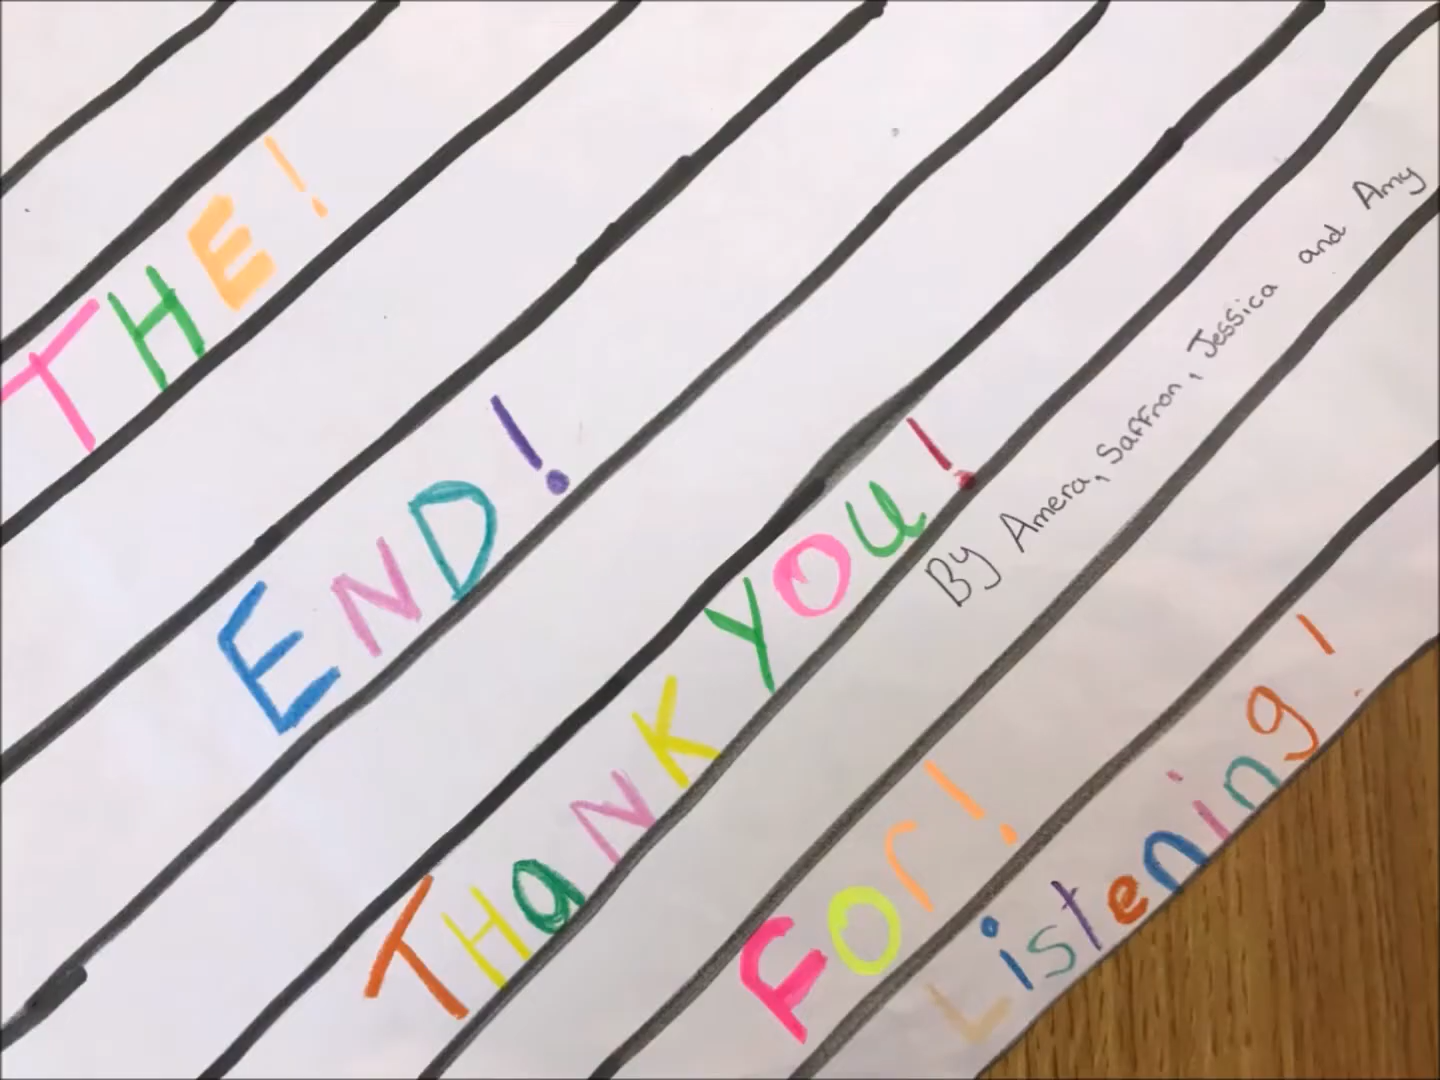 THE!
END!
THaNK YOU!
By Amera, Saffron, Jessica and Amy
For!
Listening!